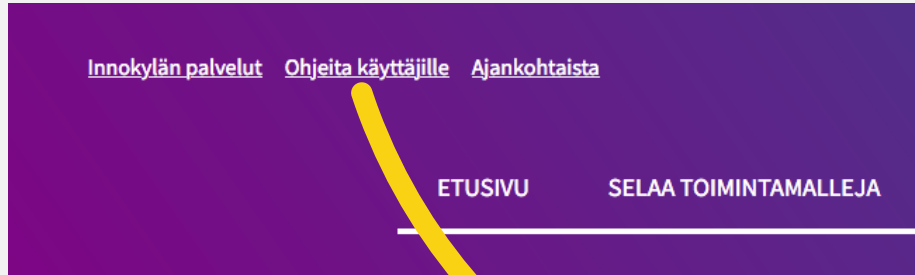 Innokylän palvelut Ohjeita käyttäjille Ajankohtaista
ETUSIVU SELAA TOIMINTAMALLEJA